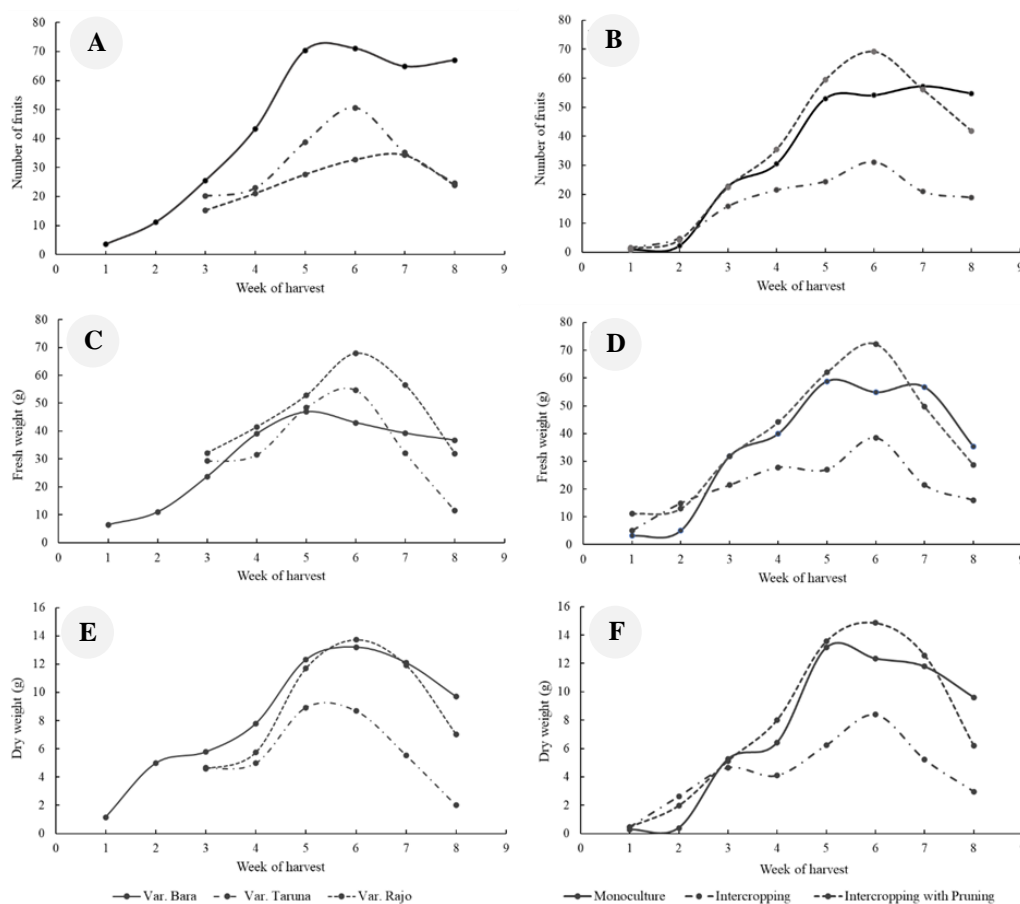 A
Number of fruits
80
70
60
50
40
30
20
10
0
0 1 2 3 4 5 6 7 8 9
Week of harvest
B
Number of fruits
80
70
60
50
40
30
20
10
0
0 1 2 3 4 5 6 7 8 9
Week of harvest
C
Fresh weight (g)
80
70
60
50
40
30
20
10
0
0 1 2 3 4 5 6 7 8 9
Week of harvest
D
Fresh weight (g)
80
70
60
50
40
30
20
10
0
0 1 2 3 4 5 6 7 8 9
Week of harvest
E
Dry weight (g)
16
14
12
10
8
6
4
2
0
0 1 2 3 4 5 6 7 8 9
Week of harvest
Var. Bara Var. Taruna Var. Rajo
F
Dry weight (g)
16
14
12
10
8
6
4
2
0
0 1 2 3 4 5 6 7 8 9
Week of harvest
Monoculture Intercropping Intercropping with Pruning